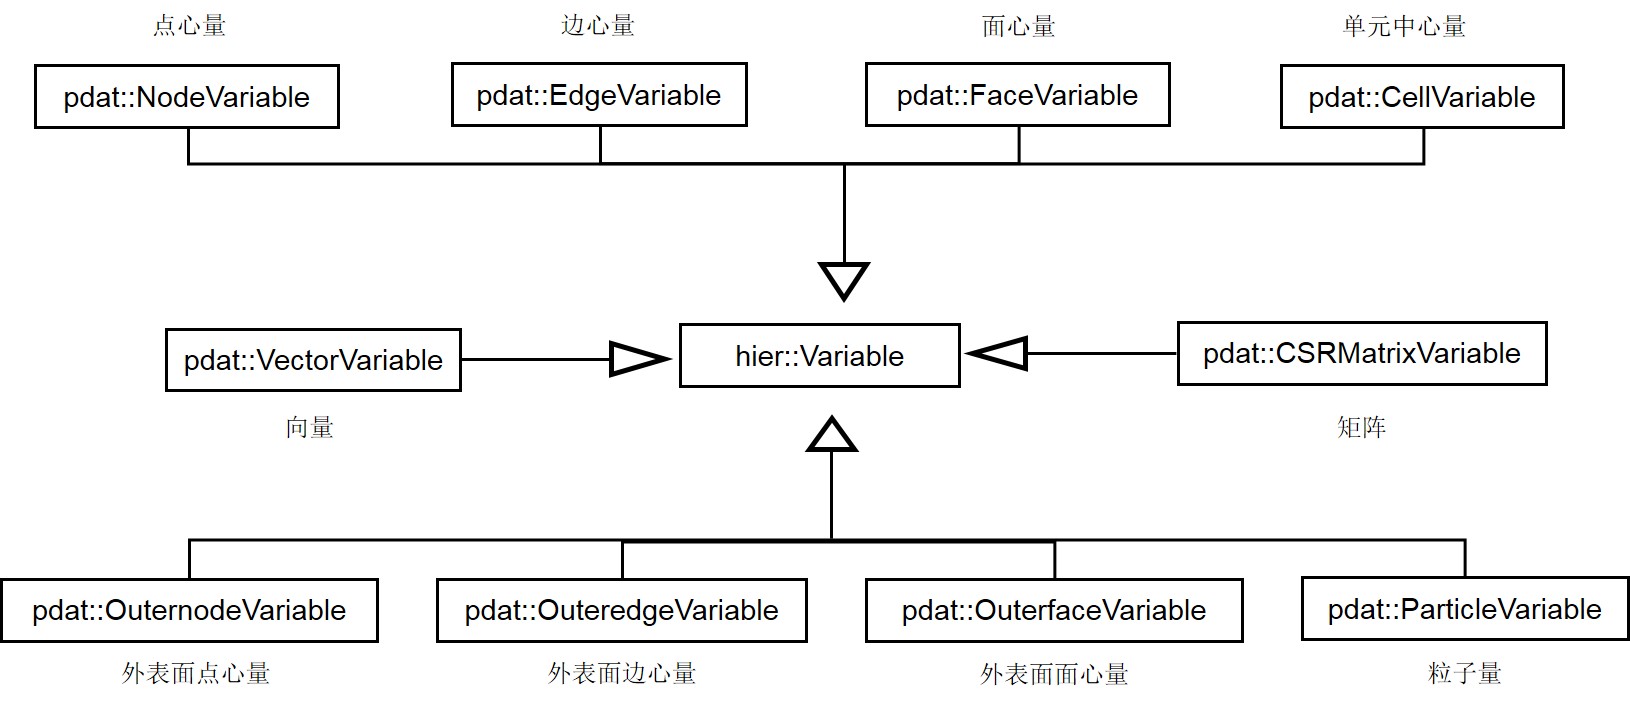 点心量
边心量
面心量
单元中心量
pdat::NodeVariable
pdat::EdgeVariable
pdat::FaceVariable
pdat::CellVariable
pdat::VectorVariable
hier::Variable
pdat::CSRMatrixVariable
向量
矩阵
pdat::OuternodeVariable
pdat::OuteredgeVariable
pdat::OuterfaceVariable
pdat::ParticleVariable
外表面点心量
外表面边心量
外表面面心量
粒子量